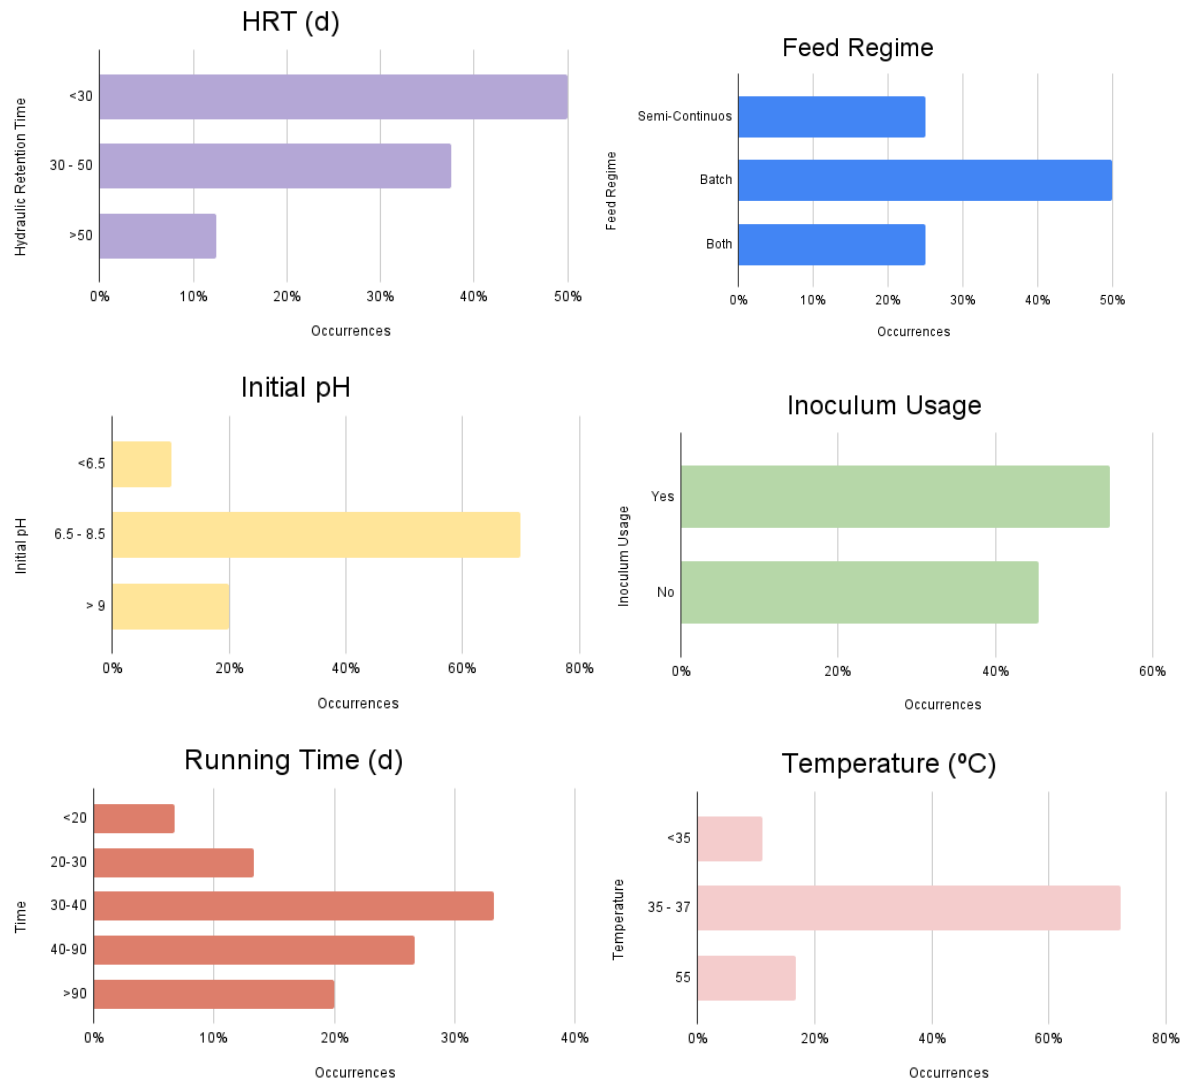 HRT (d)
Hydraulic Retention Time
<30
30 - 50
>50
0% 10% 20% 30% 40% 50%
Occurrences
Feed Regime
Feed Regime
Semi-Continuos
Batch
Both
0% 10% 20% 30% 40% 50%
Occurrences
Initial pH
Initial pH
<6.5
6.5 - 8.5
> 9
0% 20% 40% 60% 80%
Occurrences
Inoculum Usage
Inoculum Usage
Yes
No
0% 20% 40% 60%
Occurrences
Running Time (d)
Time
<20
20-30
30-40
40-90
>90
0% 10% 20% 30% 40%
Occurrences
Temperature (ºC)
Temperature
<35
35 - 37
55
0% 20% 40% 60% 80%
Occurrences